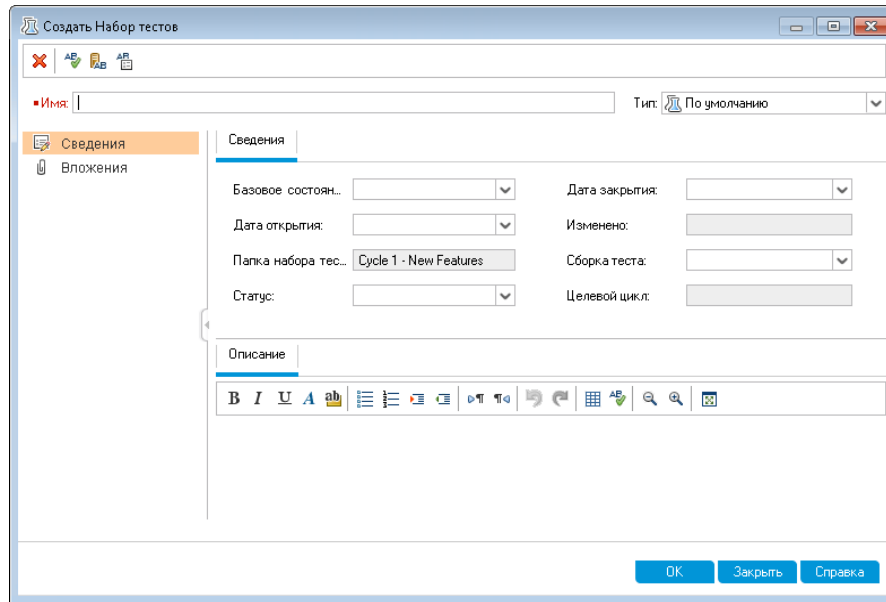 Создать Набор тестов
Имя:
Тип: По умолчанию
Сведения
Вложения
Сведения
Базовое состоян...
Дата закрытия:
Дата открытия:
Изменено:
Папка набора тес... Cycle 1 - New Features
Сборка теста:
Статус:
Целевой цикл:
Описание
B I U A ab
OK Закрыть Справка